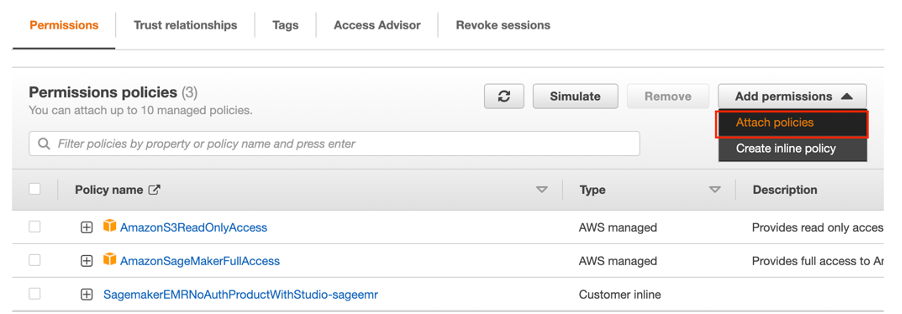 Permissions Trust relationships Tags Access Advisor Revoke sessions
Permissions policies (3)
You can attach up to 10 managed policies.
Simulate Remove Add permissions
Attach policies
Create inline policy
Filter policies by property or policy name and press enter
Policy name Type Description
AmazonS3ReadOnlyAccess AWS managed Provides read only acces
AmazonSageMakerFullAccess AWS managed Provides full access to Am
SagemakerEMRNoAuthProductWithStudio-sageemr Customer inline